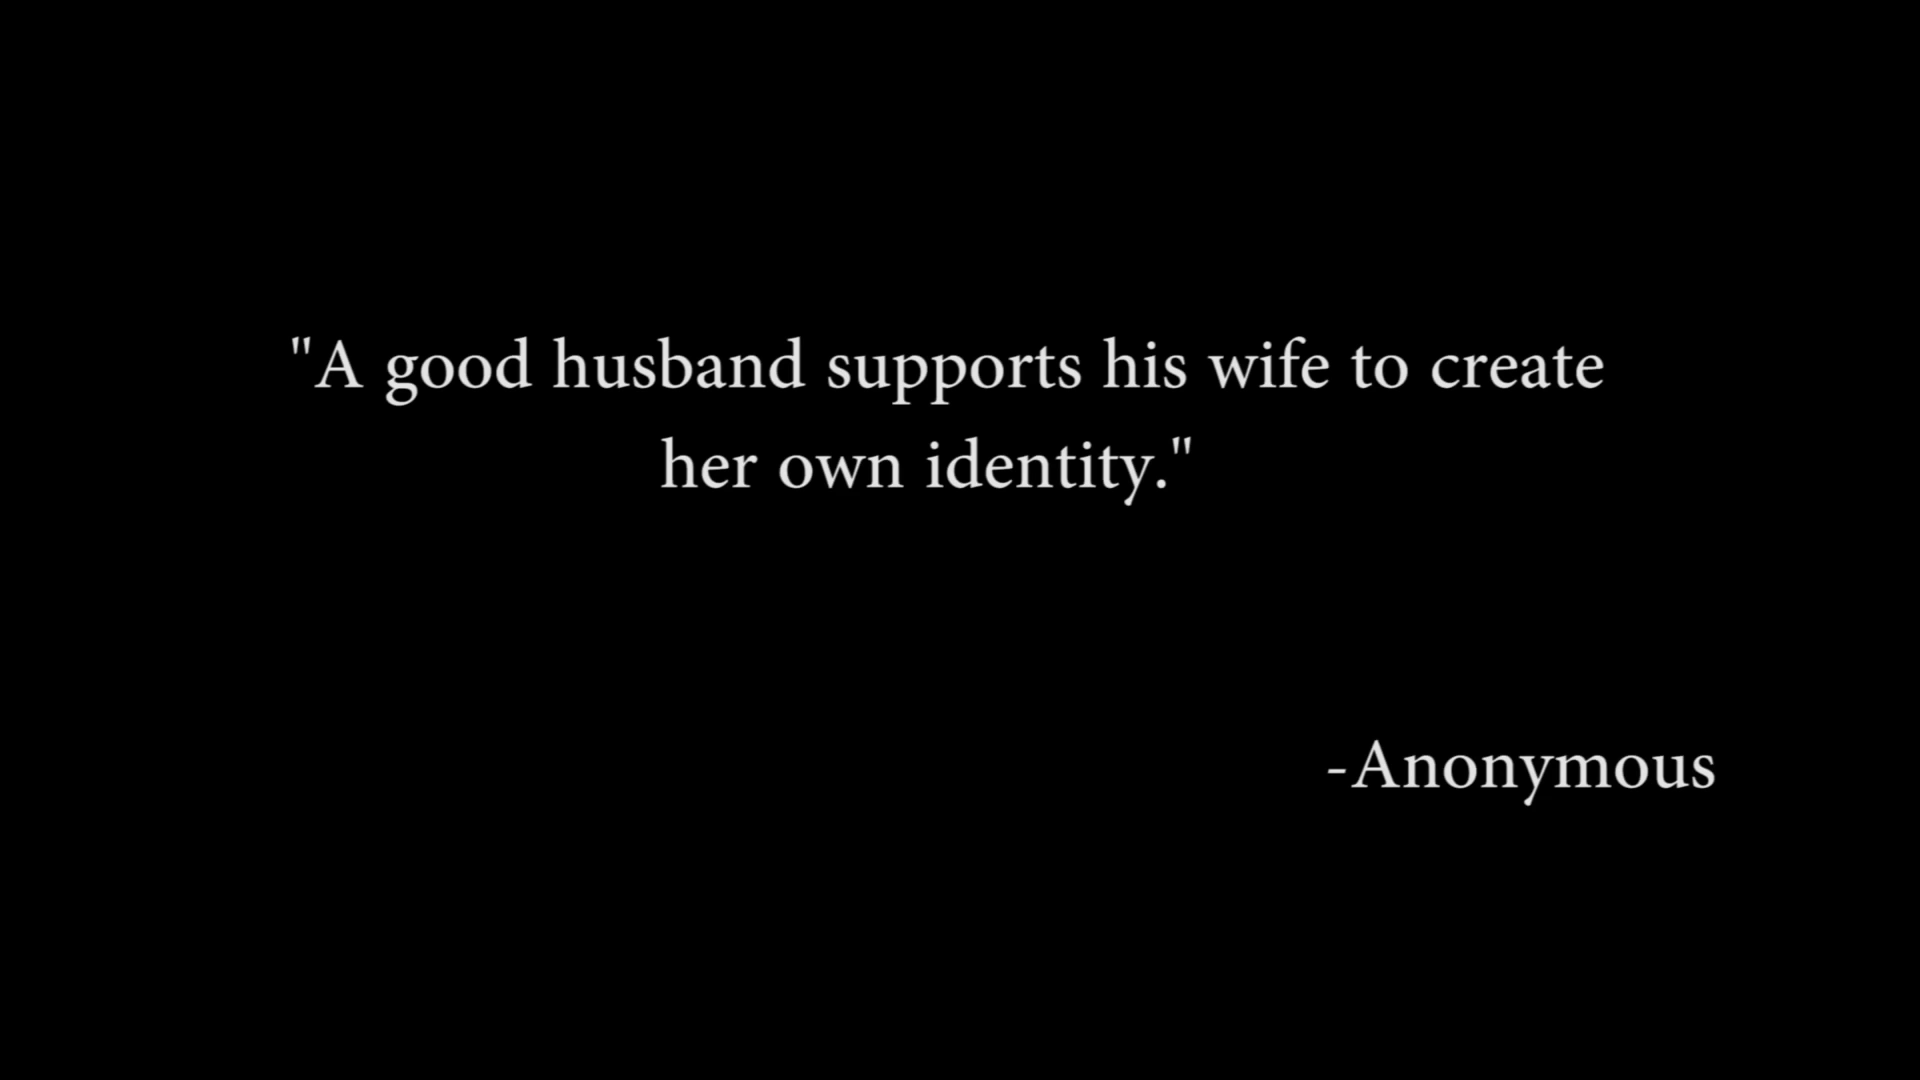 "A good husband supports his wife to create
her own identity."
-Anonymous